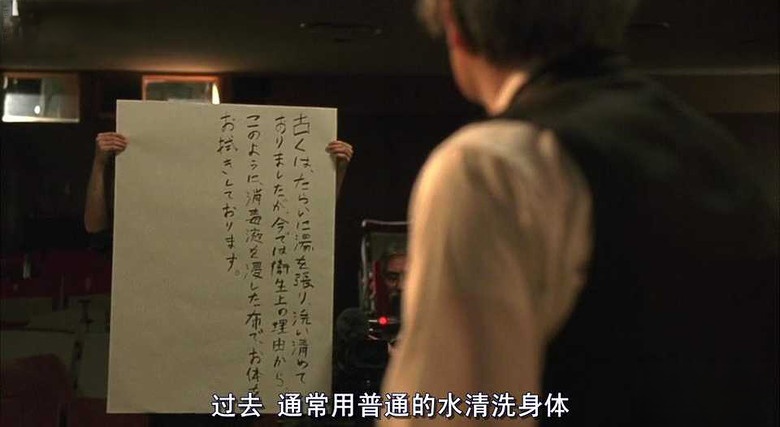 古くは、たらいに湯を張り、洗い清めて
ありましたが、今では衛生上の理由から、
このように、消毒液を浸した布で、お体を
お拭きしております。
过去 通常用普通的水清洗身体